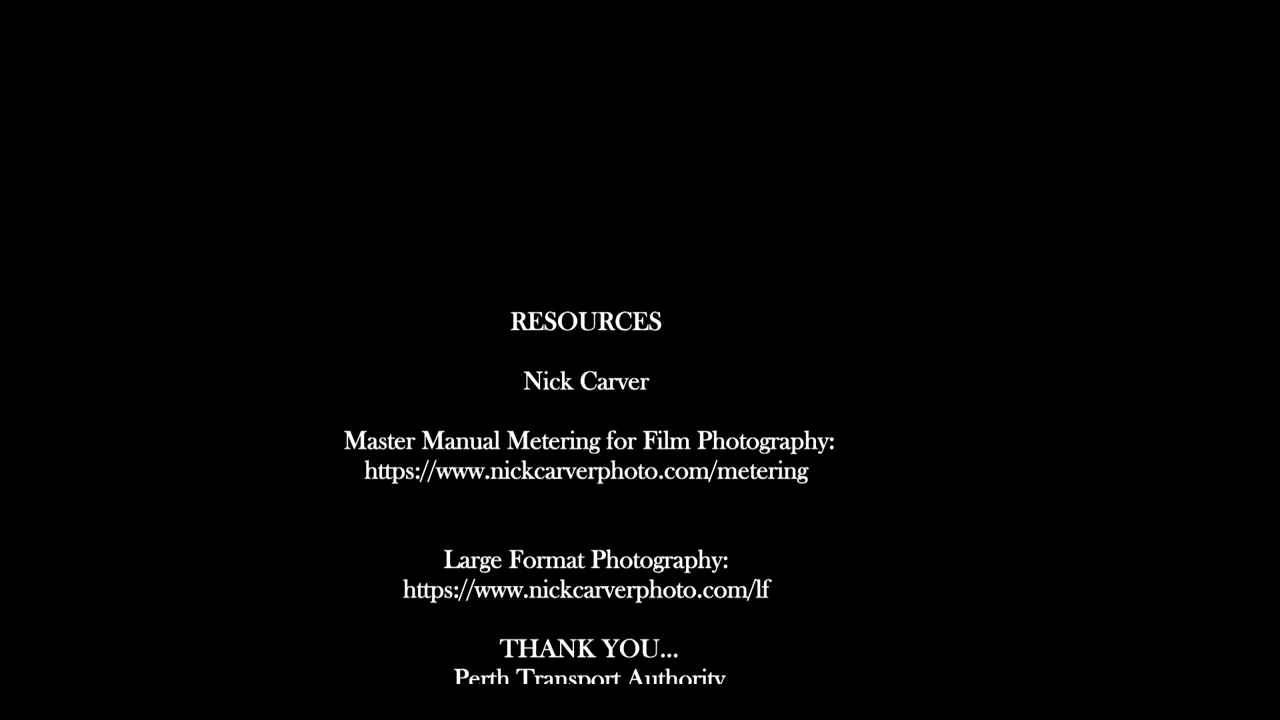 RESOURCES
Nick Carver
Master Manual Metering for Film Photography:
https://www.nickcarverphoto.com/metering
Large Format Photography:
https://www.nickcarverphoto.com/lf
THANK YOU...
Perth Transport Authority